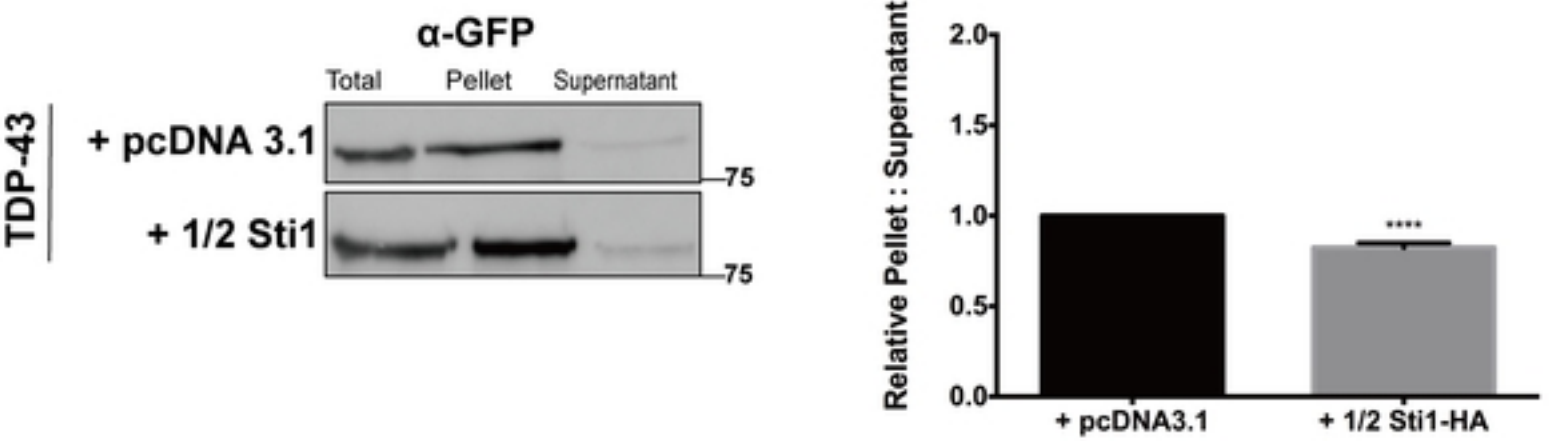 α-GFP
Total Pellet Supernatant
TDP-43
+ pcDNA 3.1
75
+ 1/2 Sti1
75
Relative Pellet : Supernatant
2.0
1.5
1.0
0.5
0.0
****
+ pcDNA3.1
+ 1/2 Sti1-HA